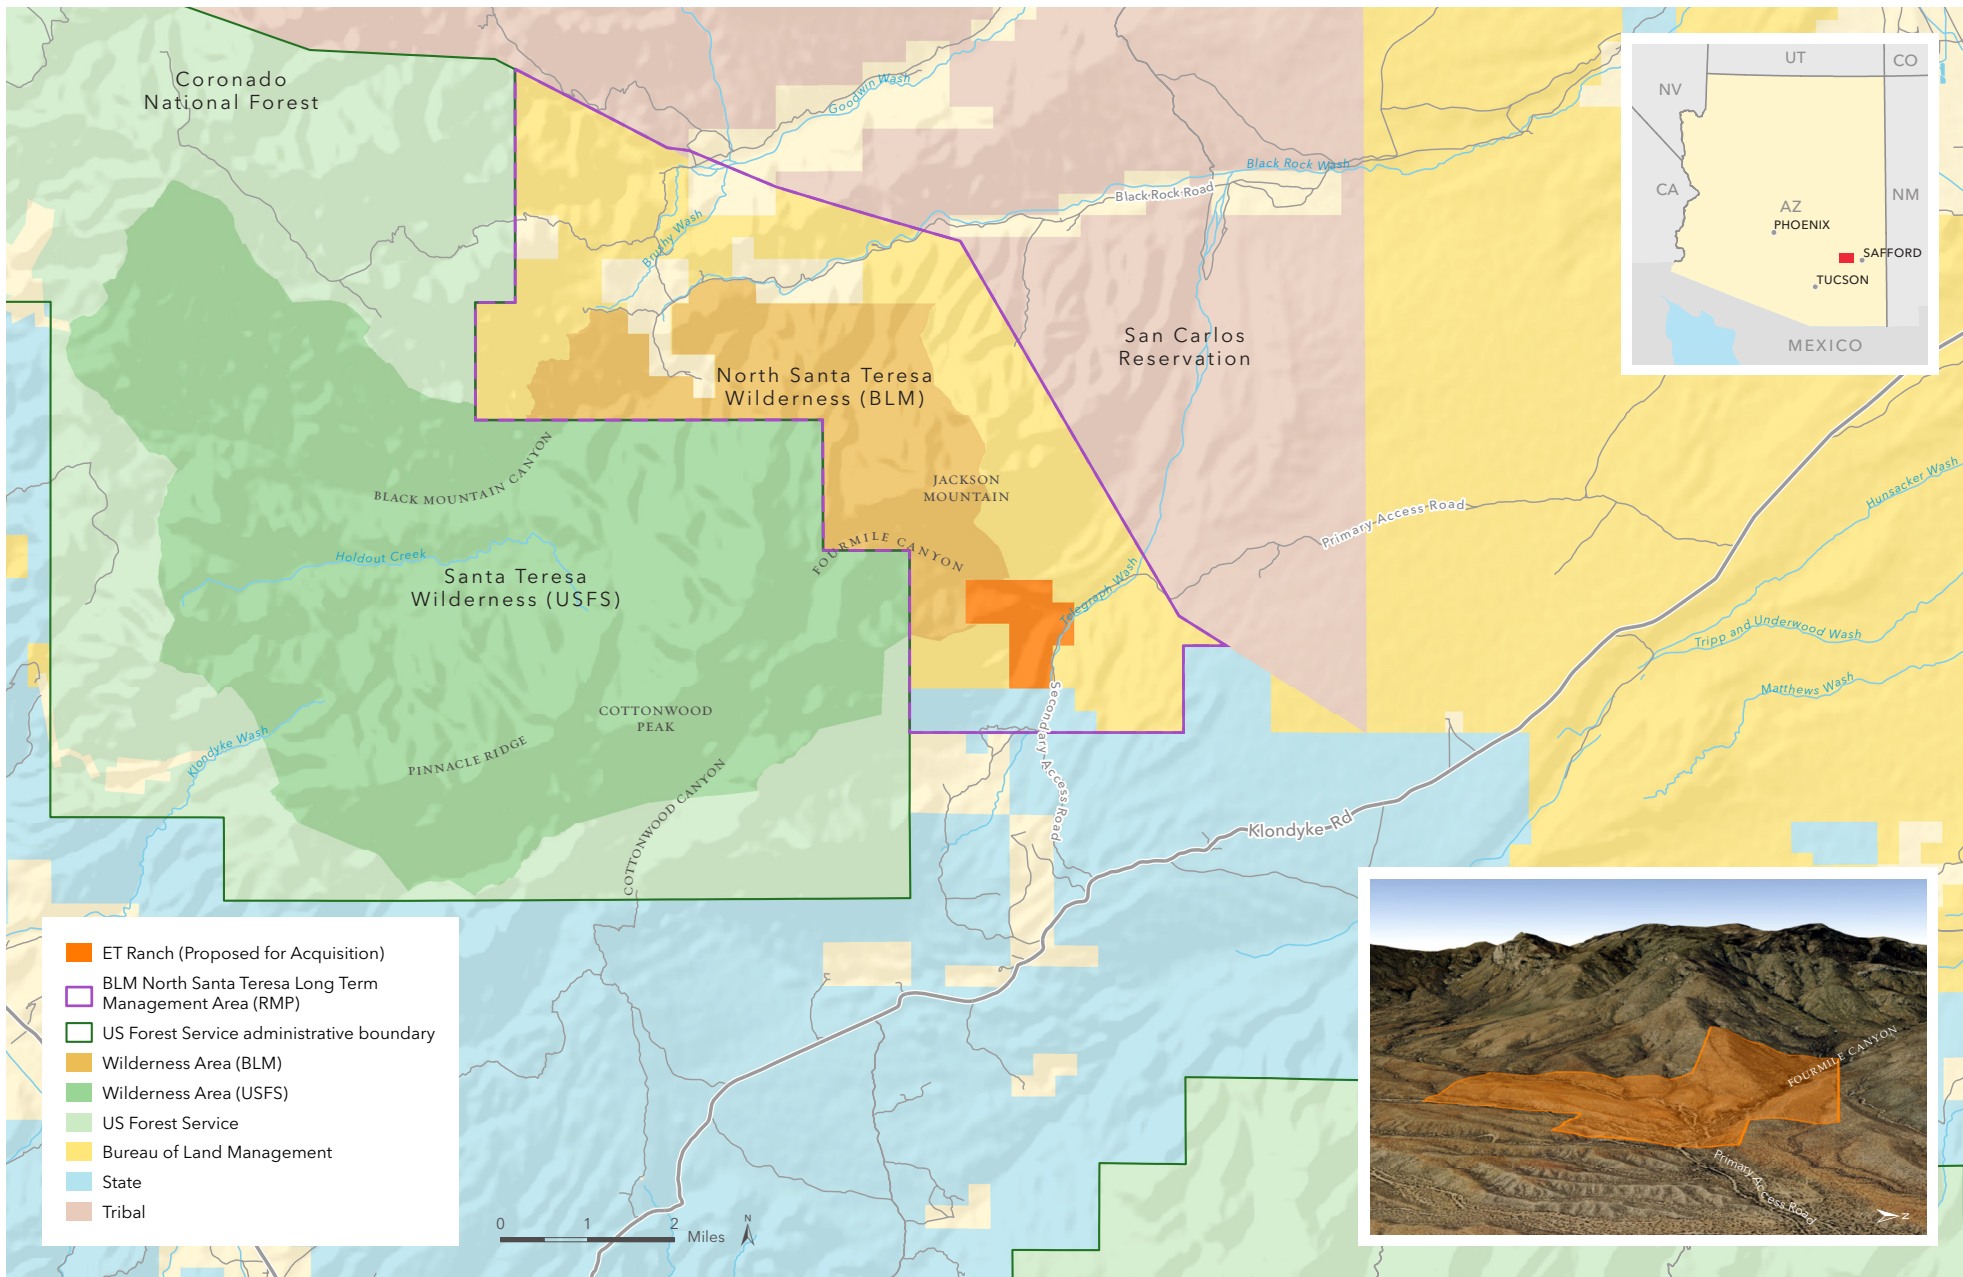 Coronado
National Forest
Goodwin Wash
Black Rock Wash
Black Rock Road
Brushy Wash
San Carlos
Reservation
North Santa Teresa
Wilderness (BLM)
JACKSON
MOUNTAIN
BLACK MOUNTAIN CANYON
FOURMILE CANYON
Holdout Creek
Santa Teresa
Wilderness (USFS)
Telegraph Wash
Primary Access Road
Secondary Access Road
Hunsacker Wash
Tripp and Underwood Wash
Matthews Wash
COTTONWOOD
PEAK
PINNACLE RIDGE
COTTONWOOD CANYON
Klondyke Wash
Klondyke Rd
UT
CO
NV
CA
AZ
NM
PHOENIX
SAFFORD
TUCSON
MEXICO
ET Ranch (Proposed for Acquisition)
BLM North Santa Teresa Long Term
Management Area (RMP)
US Forest Service administrative boundary
Wilderness Area (BLM)
Wilderness Area (USFS)
US Forest Service
Bureau of Land Management
State
Tribal
0 1 2
Miles
N
FOURMILE CANYON
Primary Access Road
N